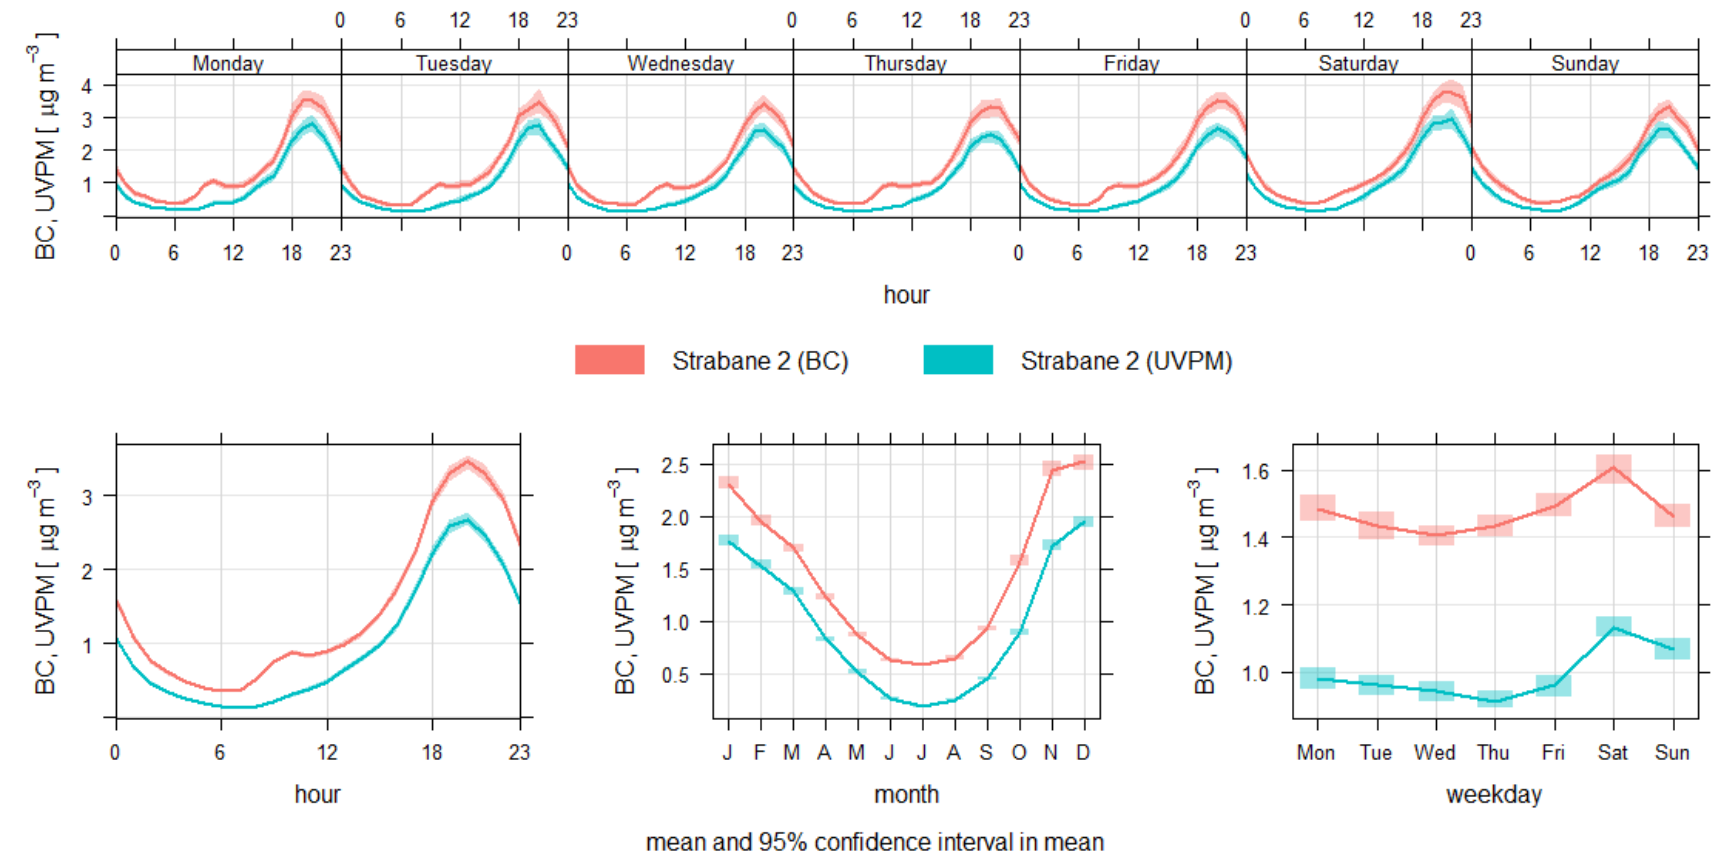 0 6 12 18 23 0 6 12 18 23 0 6 12 18 23
Monday Tuesday Wednesday Thursday Friday Saturday Sunday
BC, UVPM [ μg m⁻³ ]
4
3
2
1
0 6 12 18 23 0 6 12 18 23 0 6 12 18 23 0 6 12 18 23
hour
Strabane 2 (BC) Strabane 2 (UVPM)
BC, UVPM [ μg m⁻³ ]
3
2
1
0 6 12 18 23
hour
BC, UVPM [ μg m⁻³ ]
2.5
2.0
1.5
1.0
0.5
J F M A M J J A S O N D
month
BC, UVPM [ μg m⁻³ ]
1.6
1.4
1.2
1.0
Mon Tue Wed Thu Fri Sat Sun
weekday
mean and 95% confidence interval in mean